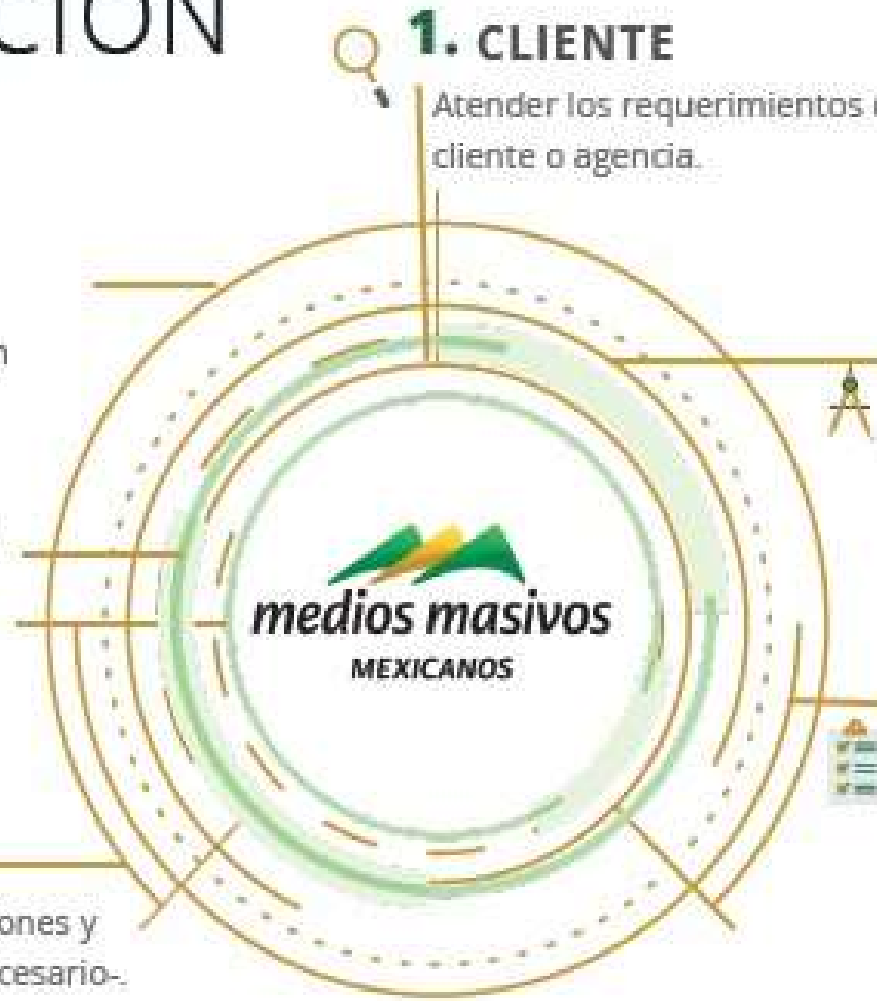 CIÓN
1. CLIENTE
Atender los requerimientos
cliente o agencia.
n
medios masivos
MEXICANOS
ones y
cesario-.